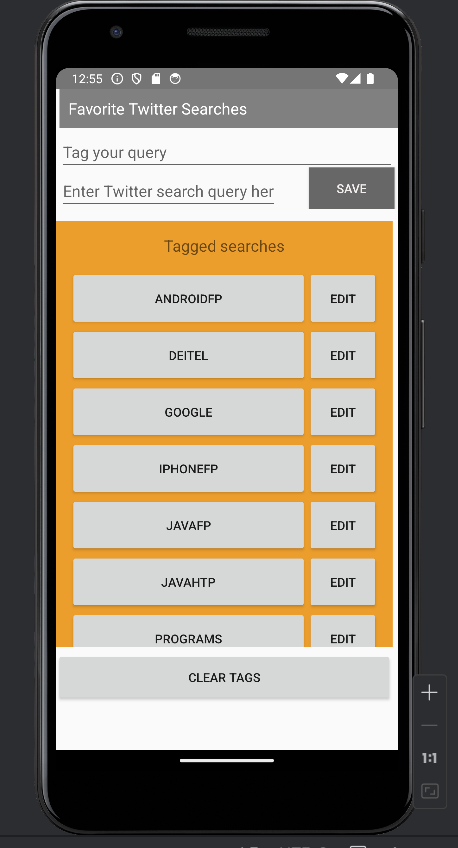 12:55
Favorite Twitter Searches
Tag your query
Enter Twitter search query her
SAVE
Tagged searches
ANDROIDFP EDIT
DEITEL EDIT
GOOGLE EDIT
IPHONEFP EDIT
JAVAFP EDIT
JAVAHTP EDIT
PROGRAMS EDIT
CLEAR TAGS
1:1